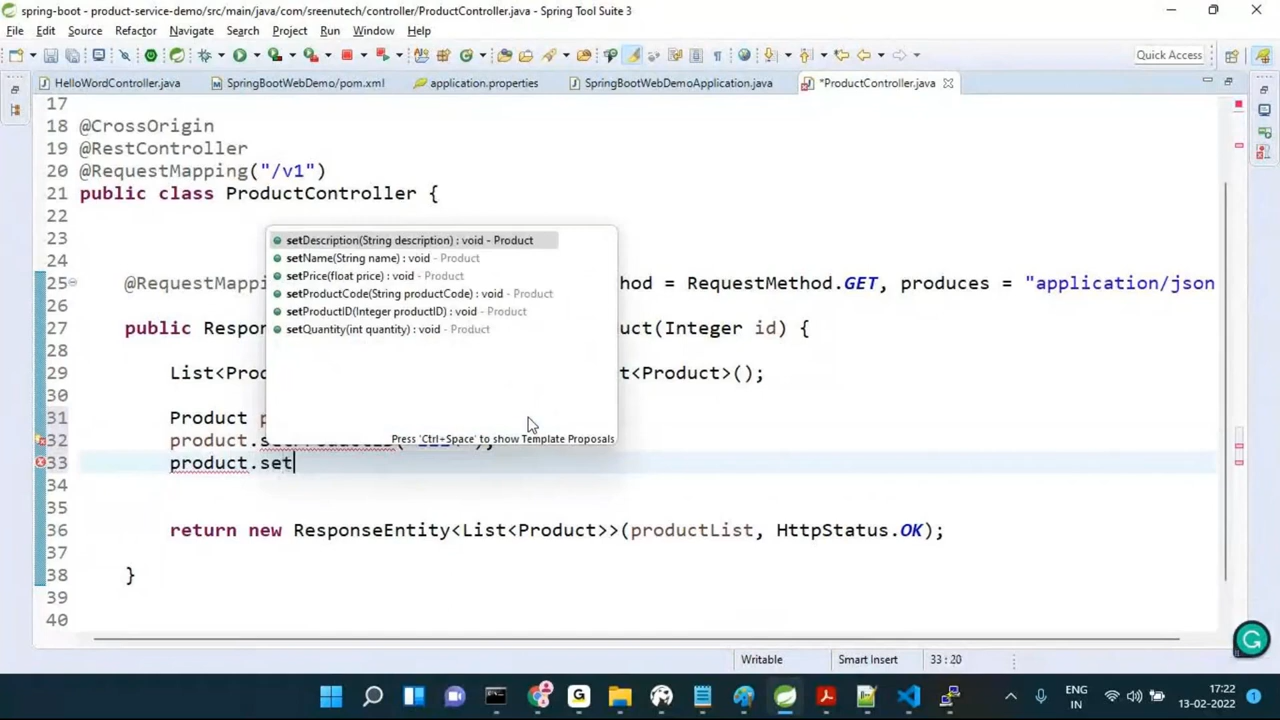 spring-boot - product-service-demo/src/main/java/com/sreenutech/controller/ProductController.java - Spring Tool Suite 3
File Edit Source Refactor Navigate Search Project Run Window Help
Quick Access
HelloWordController.java SpringBootWebDemo/pom.xml application.properties SpringBootWebDemoApplication.java *ProductController.java
17
18 @CrossOrigin
19 @RestController
20 @RequestMapping("/v1")
21 public class ProductController {
22
23
24
25 @RequestMappi hod = RequestMethod.GET, produces = "application/json
26
27 public Respon uct(Integer id) {
28
29 List<Prod t<Product>();
30
31 Product p
32 product.
33 product.set
34
35
36 return new ResponseEntity<List<Product>>(productList, HttpStatus.OK);
37
38 }
39
40
setDescription(String description) : void - Product
setName(String name) : void - Product
setPrice(float price) : void - Product
setProductCode(String productCode) : void - Product
setProductID(Integer productID) : void - Product
setQuantity(int quantity) : void - Product
Press 'Ctrl+Space' to show Template Proposals
Writable Smart Insert 33 : 20
ENG
IN
17:22
13-02-2022